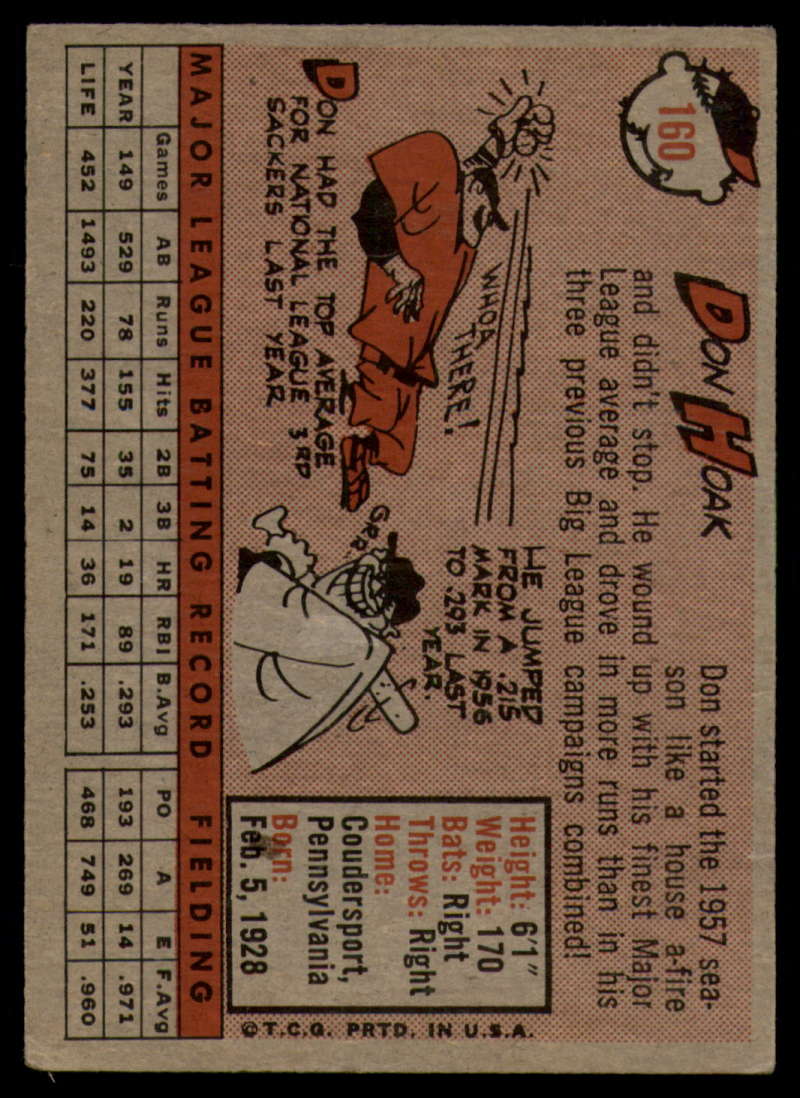 160
DON HOAK
Don started the 1957 sea-
son like a house a-fire
and didn't stop. He wound up with his finest Major
League average and drove in more runs than in his
three previous Big League campaigns combined!
WHOA
THERE!
DON HAD THE TOP AVERAGE
FOR NATIONAL LEAGUE 3RD
SACKERS LAST YEAR
HE JUMPED
FROM A .215
MARK IN 1956
TO .293 LAST
YEAR.
GRR
Height: 6'1"
Weight: 170
Bats: Right
Throws: Right
Home:
Coudersport,
Pennsylvania
Born:
Feb. 5, 1928
©T.C.G. PRTD. IN U.S.A.
MAJOR LEAGUE BATTING RECORD FIELDING
Games AB Runs Hits 2B 3B HR RBI B.Avg PO A E F.Avg
YEAR 149 529 78 155 35 2 19 89 .293 193 269 14 .971
LIFE 452 1493 220 377 75 14 36 171 .253 468 749 51 .960